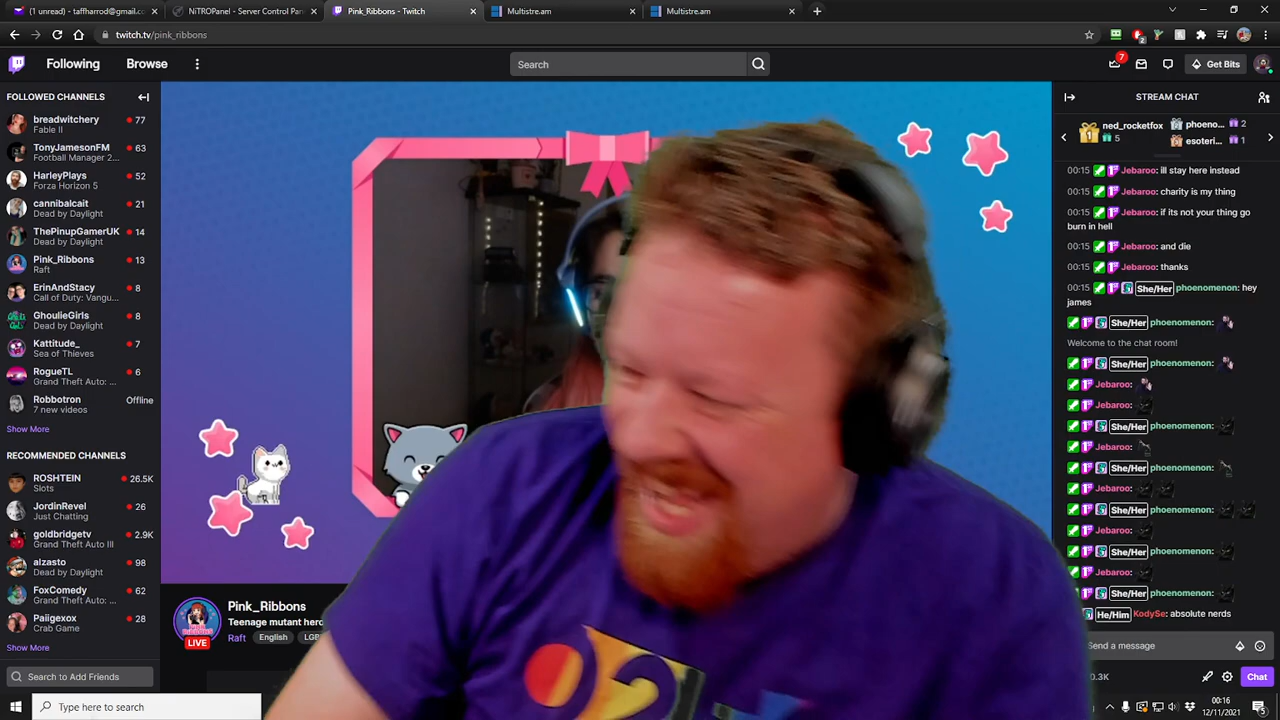 (1 unread) - taffharrod@gmail.c
NiTROPanel - Server Control Pan
Pink_Ribbons - Twitch
Multistre.am
Multistre.am
twitch.tv/pink_ribbons
2
Following
Browse
Search
7
Get Bits
FOLLOWED CHANNELS
breadwitchery
77
Fable II
TonyJamesonFM
63
Football Manager 2...
HarleyPlays
52
Forza Horizon 5
cannibalcait
21
Dead by Daylight
ThePinupGamerUK
14
Dead by Daylight
Pink_Ribbons
13
Raft
ErinAndStacy
8
Call of Duty: Vangu...
GhoulieGirls
8
Dead by Daylight
Kattitude_
7
Sea of Thieves
RogueTL
6
Grand Theft Auto: ...
Robbotron
Offline
7 new videos
Show More
RECOMMENDED CHANNELS
ROSHTEIN
26.5K
Slots
JordinRevel
26
Just Chatting
goldbridgetv
2.9K
Grand Theft Auto III
alzasto
98
Dead by Daylight
FoxComedy
62
Grand Theft Auto: ...
Paiigexox
28
Crab Game
Show More
Search to Add Friends
Pink_Ribbons
Teenage mutant hero
Raft
English
LGB
LIVE
STREAM CHAT
1
ned_rocketfox
5
phoeno...
2
esoteri...
1
00:15 Jebaroo: ill stay here instead
00:15 Jebaroo: charity is my thing
00:15 Jebaroo: if its not your thing go
burn in hell
00:15 Jebaroo: and die
00:15 Jebaroo: thanks
00:15 She/Her phoenomenon: hey
james
She/Her phoenomenon:
Welcome to the chat room!
She/Her phoenomenon:
Jebaroo:
Jebaroo:
She/Her phoenomenon:
Jebaroo:
She/Her phoenomenon:
Jebaroo:
She/Her phoenomenon:
Jebaroo:
She/Her phoenomenon:
Jebaroo:
She/Her phoenomenon:
He/Him KodySe: absolute nerds
Send a message
0.3K
Chat
Type here to search
00:16
12/11/2021